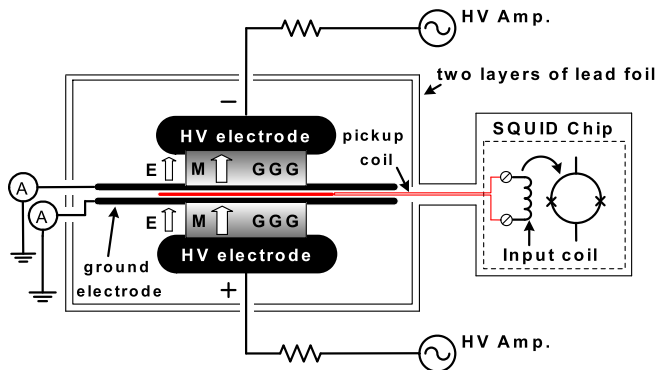 HV Amp.
two layers of lead foil
−
HV electrode
pickup
coil
SQUID Chip
E M GGG
A
A
E M GGG
HV electrode
ground
electrode
+
Input coil
HV Amp.